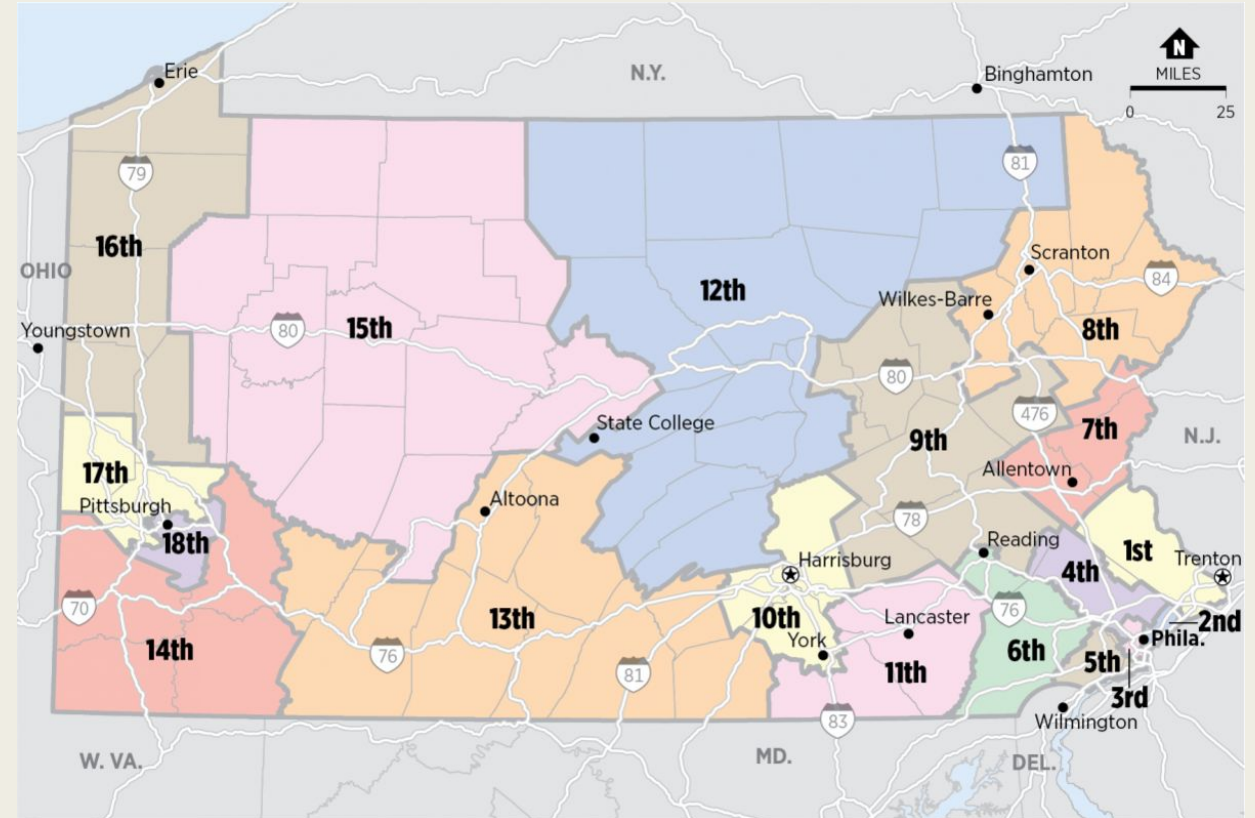 Erie
N.Y.
Binghamton
N
MILES
0 25
79
81
16th
OHIO
Scranton
84
12th
Wilkes-Barre
Youngstown
80
15th
8th
80
476
State College
7th
9th
N.J.
17th
Allentown
Pittsburgh
Altoona
78
18th
Reading
1st
Trenton
Harrisburg
4th
70
76
13th
10th
Lancaster
2nd
York
Phila.
14th
76
6th
5th
81
11th
3rd
83
Wilmington
W. VA.
MD.
DEL.